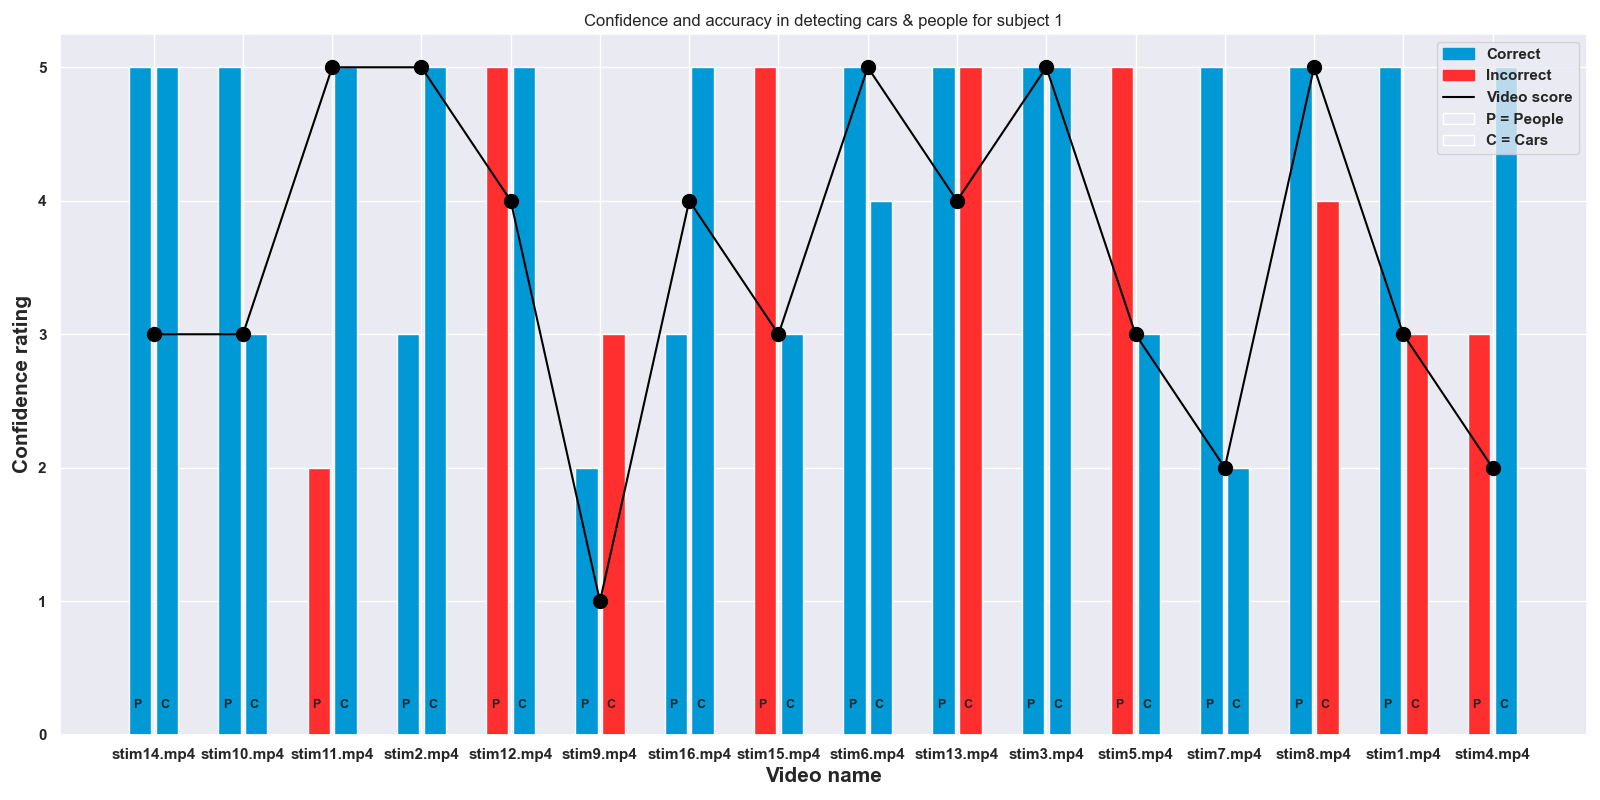 Confidence and accuracy in detecting cars & people for subject 1
Correct
Incorrect
Video score
P = People
C = Cars
Confidence rating
5
4
3
2
1
0
P C P C P C P C P C P C P C P C P C P C P C P C P C P C P C P C
stim14.mp4 stim10.mp4 stim11.mp4 stim2.mp4 stim12.mp4 stim9.mp4 stim16.mp4 stim15.mp4 stim6.mp4 stim13.mp4 stim3.mp4 stim5.mp4 stim7.mp4 stim8.mp4 stim1.mp4 stim4.mp4
Video name